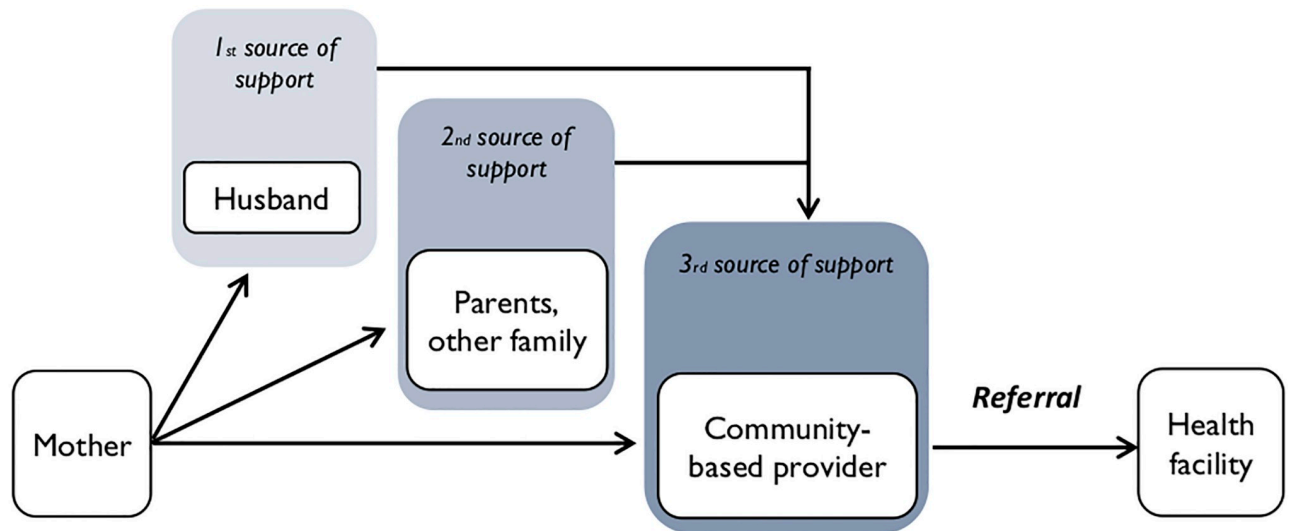 1st source of
support
Husband
2nd source of
support
Parents,
other family
3rd source of support
Community-
based provider
Mother
Referral
Health
facility